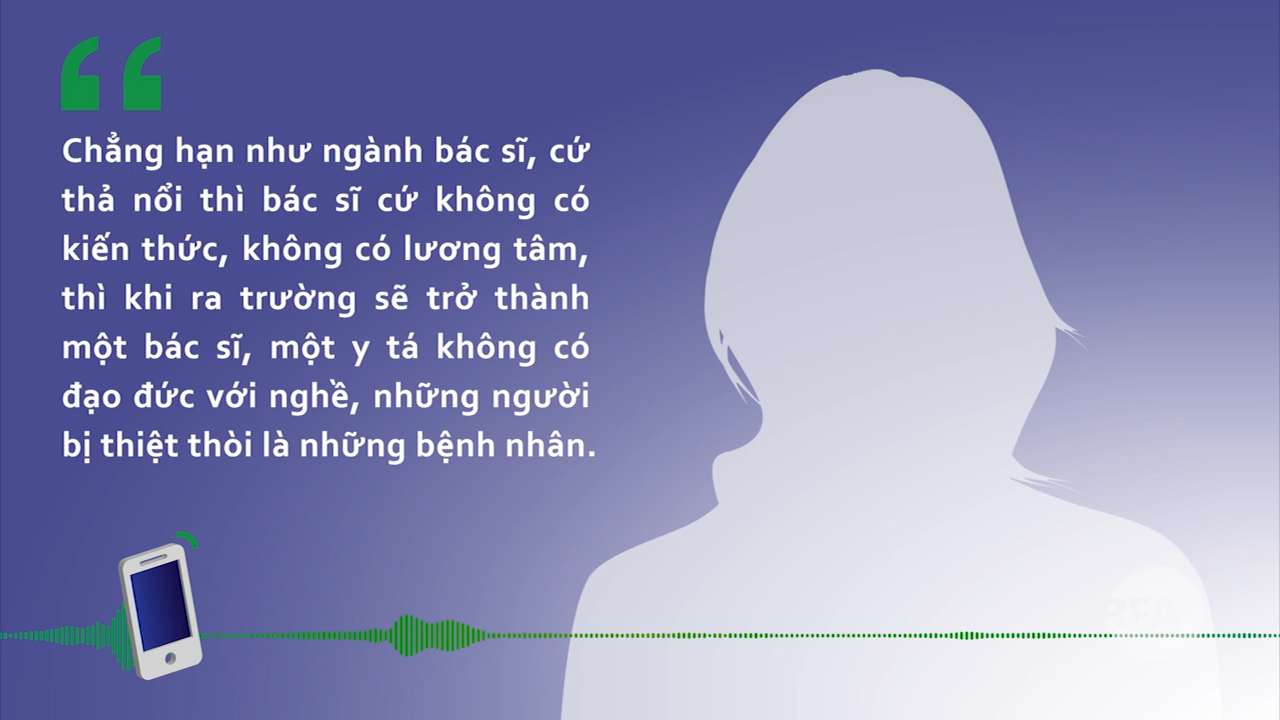 Chẳng hạn như ngành bác sĩ, cứ
thả nổi thì bác sĩ cứ không có
kiến thức, không có lương tâm,
thì khi ra trường sẽ trở thành
một bác sĩ, một y tá không có
đạo đức với nghề, những người
bị thiệt thòi là những bệnh nhân.
RFA